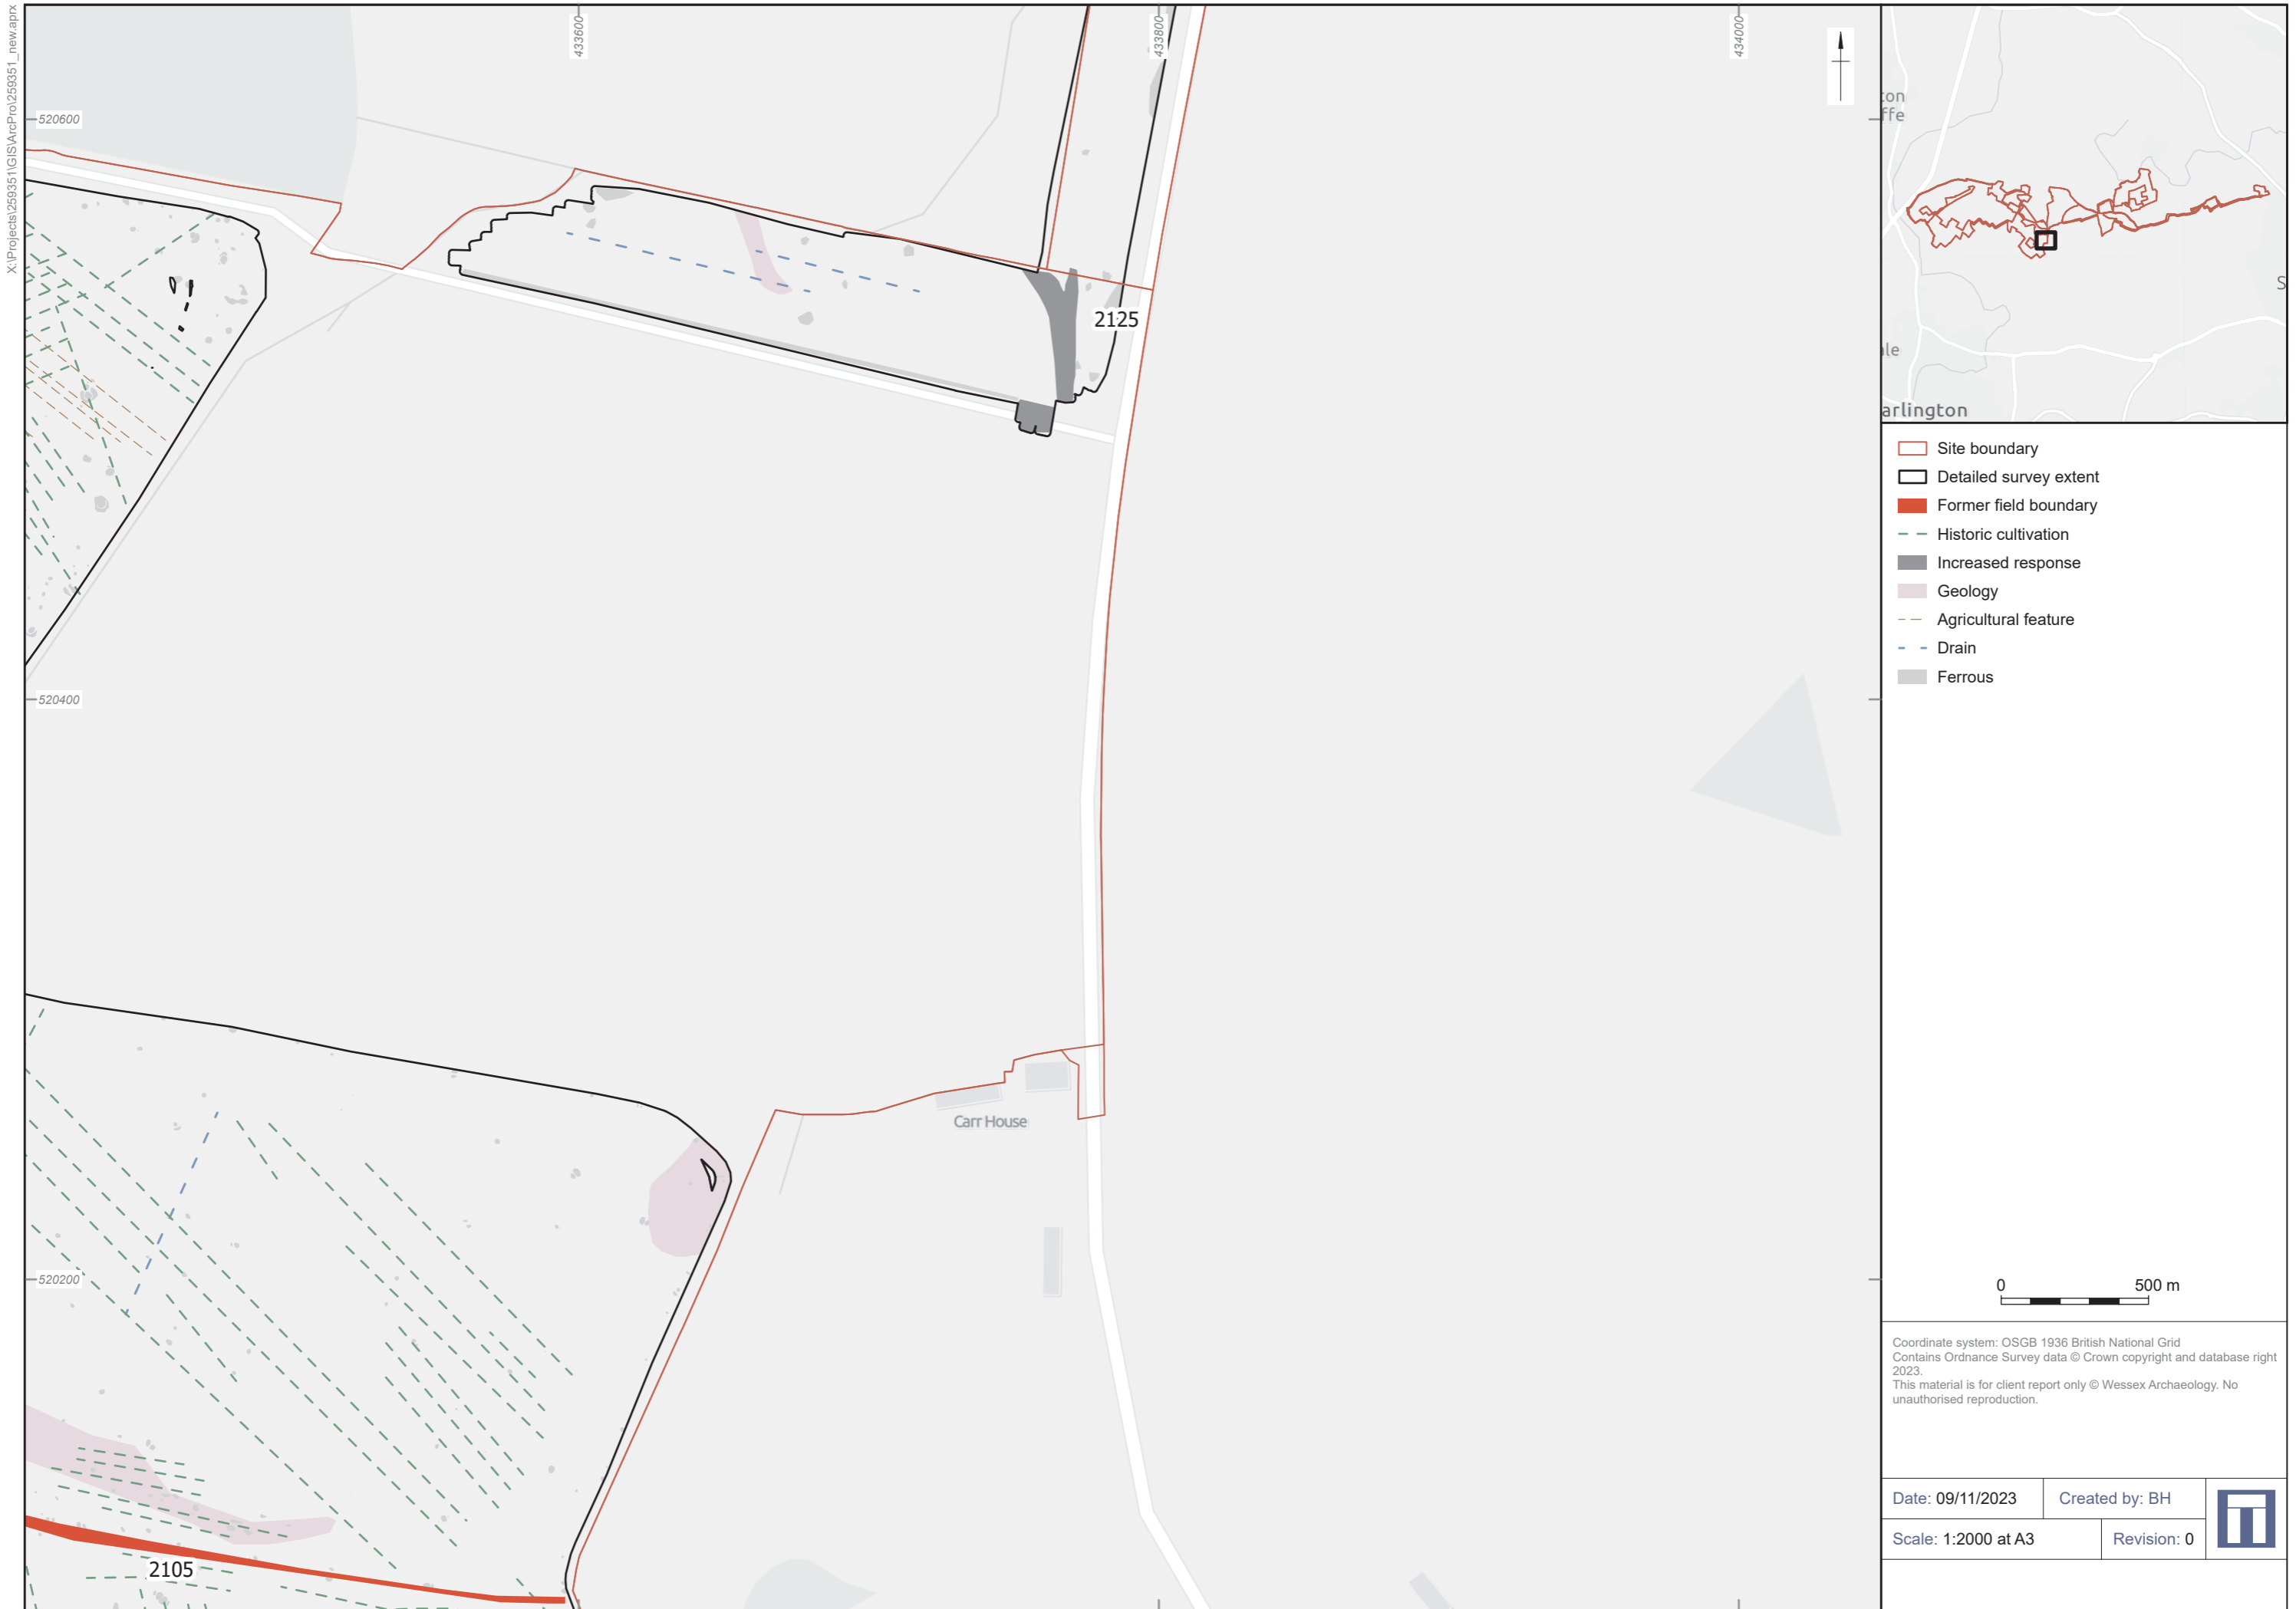 X:\Projects\259351\GIS\ArcPro\259351_new.aprx
433600
433800
434000
520600
520400
520200
2125
Carr House
2105
ton
ffe
S
ale
arlington
Site boundary
Detailed survey extent
Former field boundary
Historic cultivation
Increased response
Geology
Agricultural feature
Drain
Ferrous
0 500 m
Coordinate system: OSGB 1936 British National Grid
Contains Ordnance Survey data © Crown copyright and database right
2023.
This material is for client report only © Wessex Archaeology. No
unauthorised reproduction.
Date: 09/11/2023 Created by: BH
Scale: 1:2000 at A3 Revision: 0